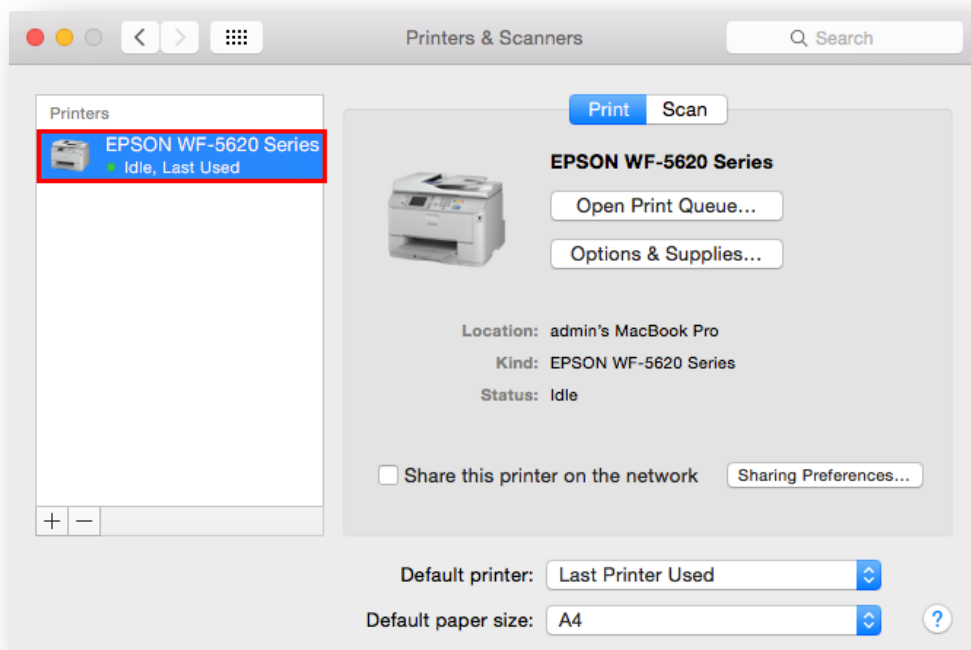 Printers & Scanners
Search
Printers
EPSON WF-5620 Series
Idle, Last Used
Print Scan
EPSON WF-5620 Series
Open Print Queue...
Options & Supplies...
Location: admin's MacBook Pro
Kind: EPSON WF-5620 Series
Status: Idle
Share this printer on the network Sharing Preferences...
+ −
Default printer: Last Printer Used
Default paper size: A4
?